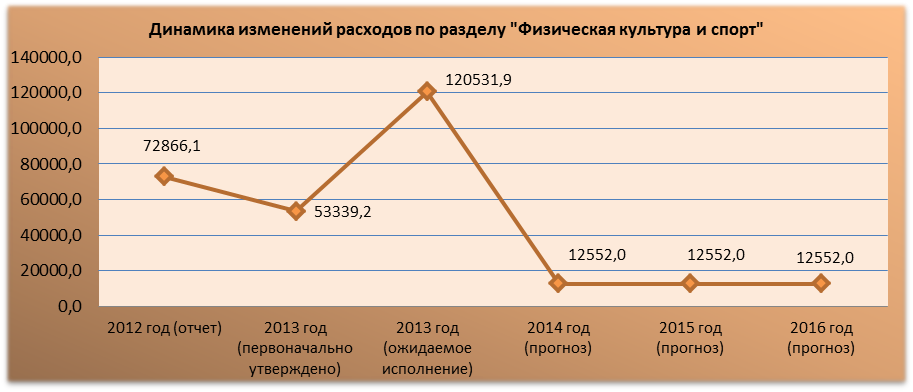 Динамика изменений расходов по разделу "Физическая культура и спорт"
140000,0
120000,0
100000,0
80000,0
60000,0
40000,0
20000,0
0,0
72866,1
53339,2
120531,9
12552,0
12552,0
12552,0
2012 год (отчет)
2013 год
(первоначально
утверждено)
2013 год
(ожидаемое
исполнение)
2014 год
(прогноз)
2015 год
(прогноз)
2016 год
(прогноз)